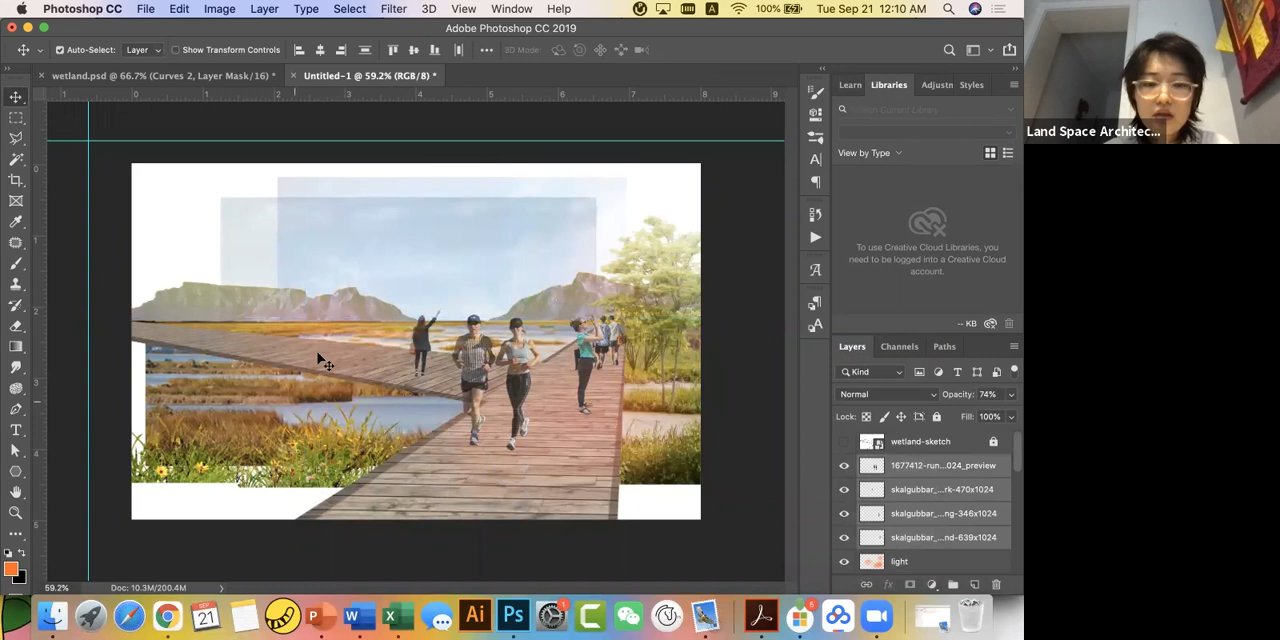 Photoshop CC File Edit Image Layer Type Select Filter 3D View Window Help 100% Tue Sep 21 12:10 AM
Adobe Photoshop CC 2019
Auto-Select: Layer Show Transform Controls 3D Mode:
wetland.psd @ 66.7% (Curves 2, Layer Mask/16) * Untitled-1 @ 59.2% (RGB/8) *
Learn Libraries Adjustn Styles
View by Type
To use Creative Cloud Libraries, you
need to be logged into a Creative Cloud
account.
-- KB
Layers Channels Paths
Kind
Normal Opacity: 74%
Lock: Fill: 100%
wetland-sketch
1677412-run...024_preview
skalgubbar_...rk-470x1024
skalgubbar_...ng-346x1024
skalgubbar_...nd-639x1024
light
59.2% Doc: 10.3M/200.4M
Land Space Architec...